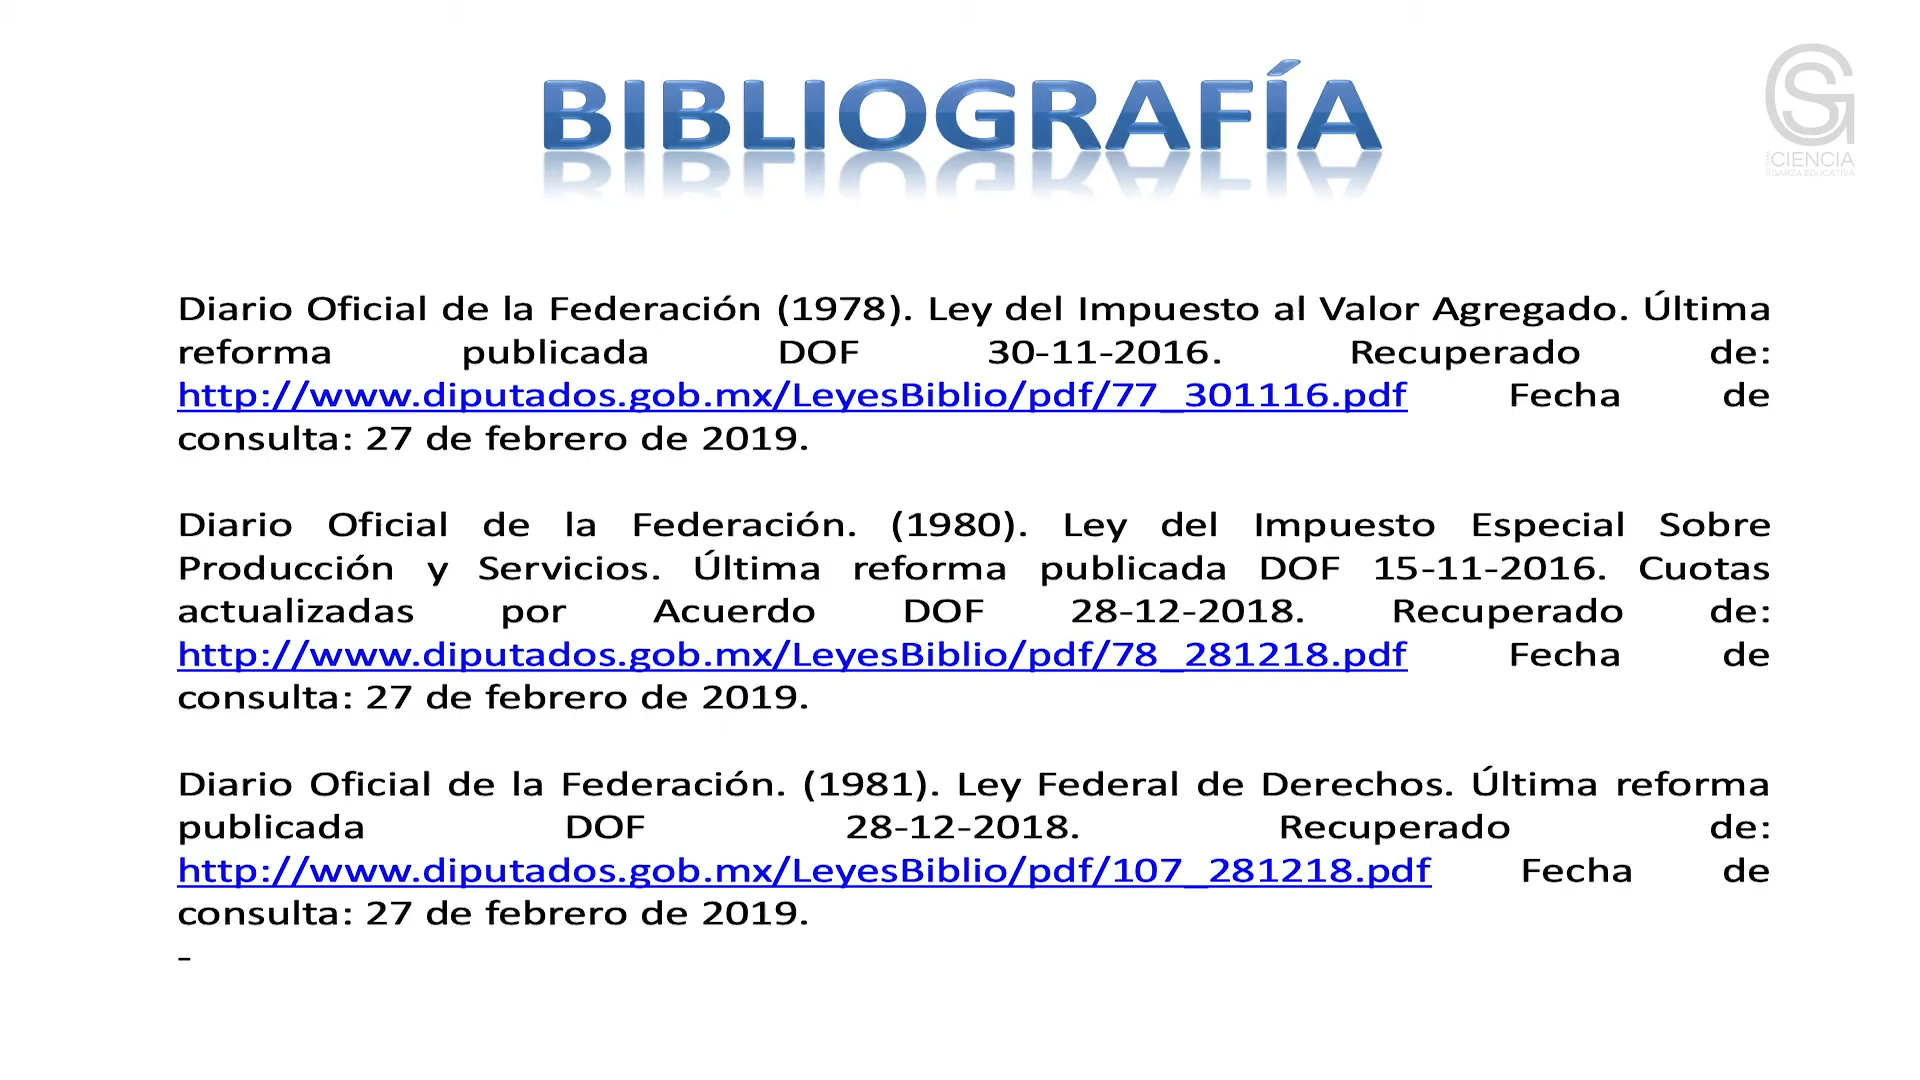 BIBLIOGRAFÍA
CIENCIA
GARZA EDUCATIVA
Diario Oficial de la Federación (1978). Ley del Impuesto al Valor Agregado. Última
reforma publicada DOF 30-11-2016. Recuperado de:
http://www.diputados.gob.mx/LeyesBiblio/pdf/77_301116.pdf Fecha de
consulta: 27 de febrero de 2019.
Diario Oficial de la Federación. (1980). Ley del Impuesto Especial Sobre
Producción y Servicios. Última reforma publicada DOF 15-11-2016. Cuotas
actualizadas por Acuerdo DOF 28-12-2018. Recuperado de:
http://www.diputados.gob.mx/LeyesBiblio/pdf/78_281218.pdf Fecha de
consulta: 27 de febrero de 2019.
Diario Oficial de la Federación. (1981). Ley Federal de Derechos. Última reforma
publicada DOF 28-12-2018. Recuperado de:
http://www.diputados.gob.mx/LeyesBiblio/pdf/107_281218.pdf Fecha de
consulta: 27 de febrero de 2019.
-